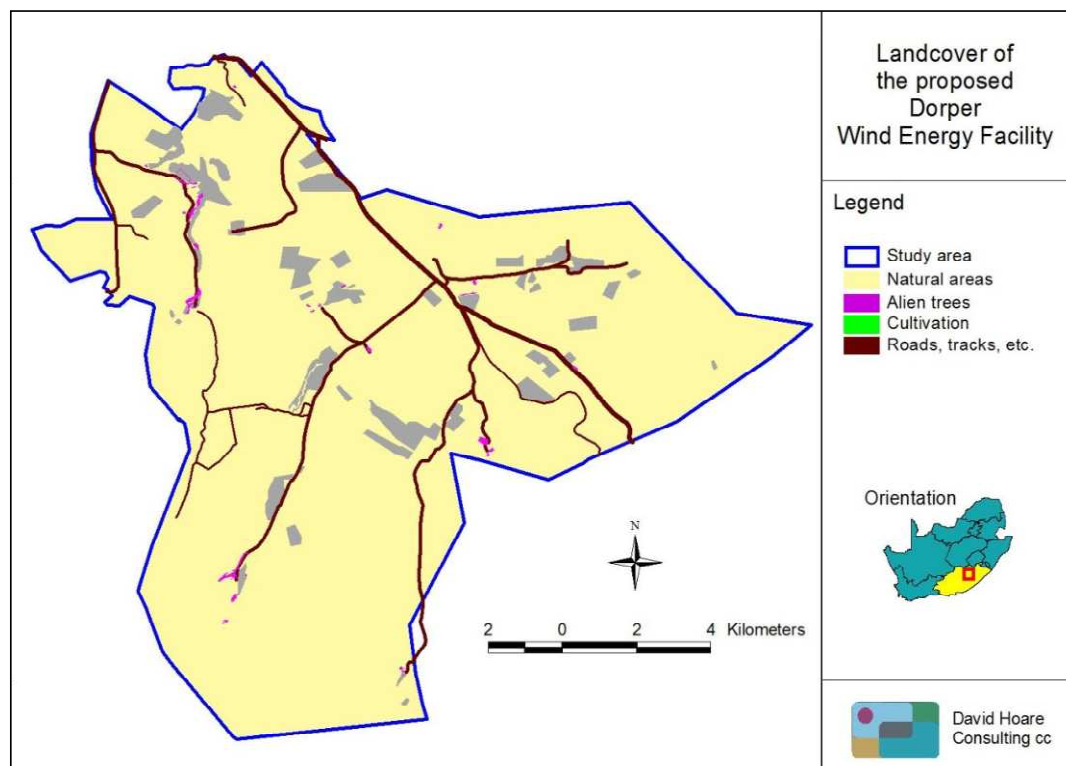 Landcover of
the proposed
Dorper
Wind Energy Facility
Legend
Study area
Natural areas
Alien trees
Cultivation
Roads, tracks, etc.
Orientation
N
2 0 2 4 Kilometers
David Hoare
Consulting cc